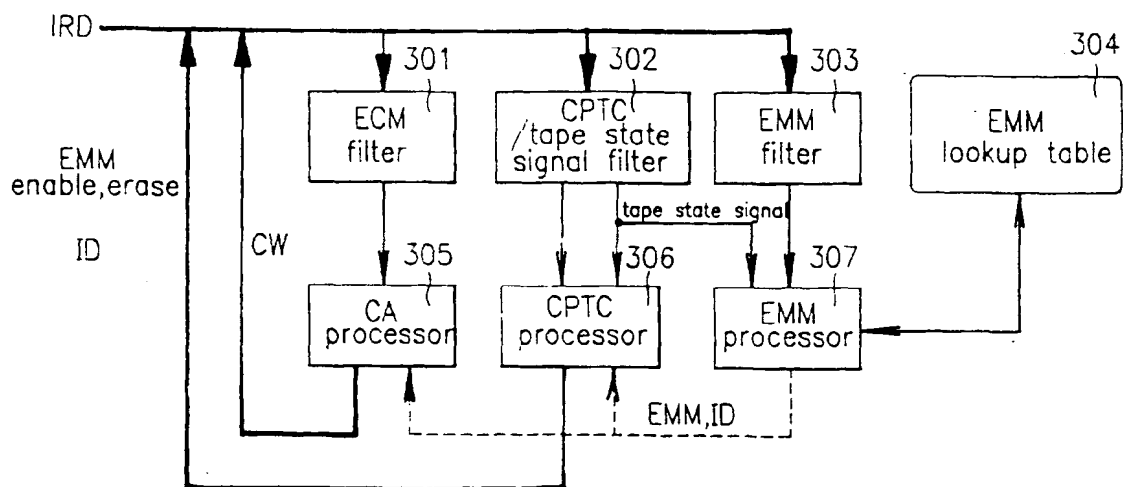 IRD
301
302
303
304
ECM
filter
CPTC
/tape state
signal filter
EMM
filter
EMM
lookup table
EMM
enable,erase
ID
CW
tape state signal
305
306
307
CA
processor
CPTC
processor
EMM
processor
EMM,ID